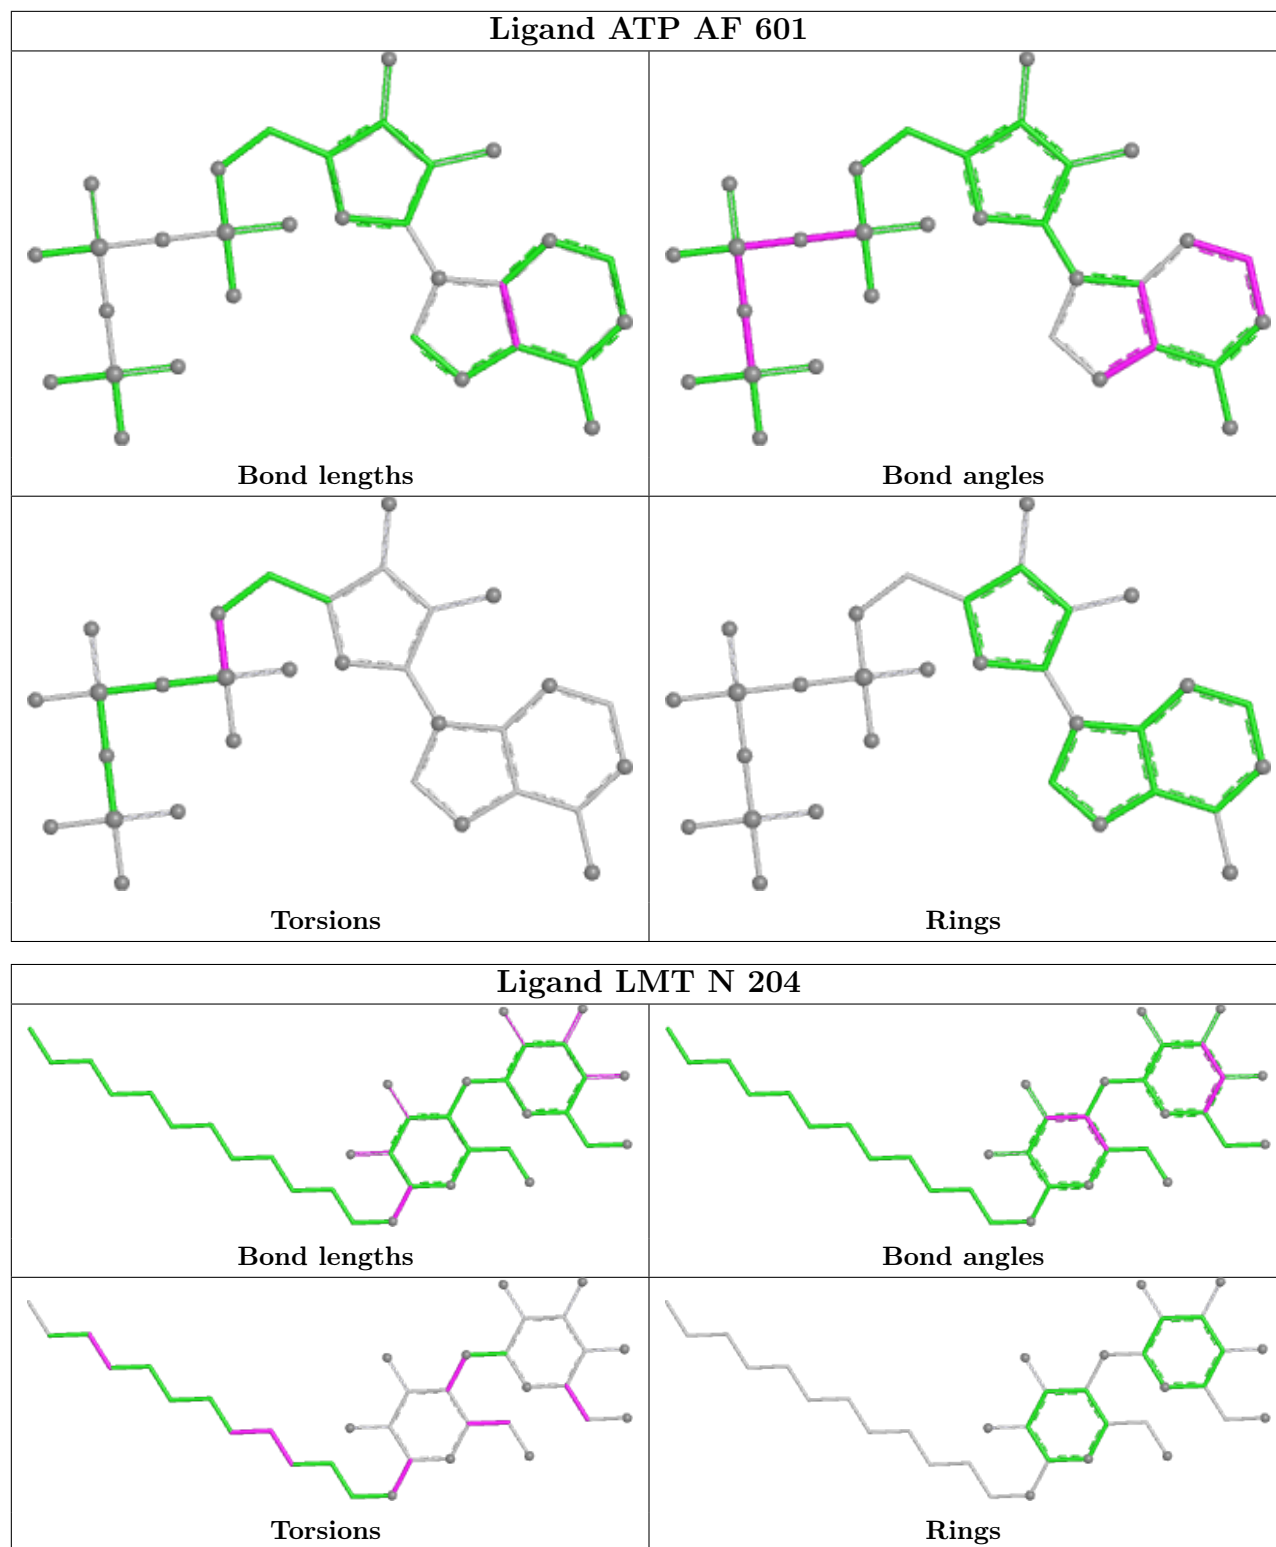 Ligand ATP AF 601
Bond lengths
Bond angles
Torsions
Rings
Ligand LMT N 204
Bond lengths
Bond angles
Torsions
Rings